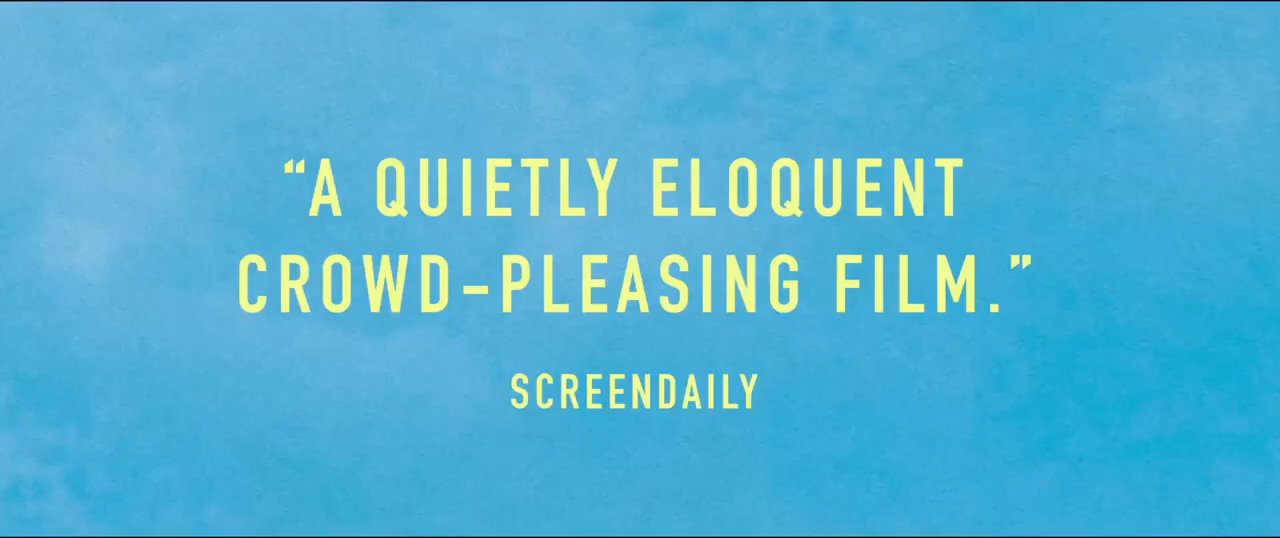 “A QUIETLY ELOQUENT
CROWD-PLEASING FILM.”
SCREENDAILY